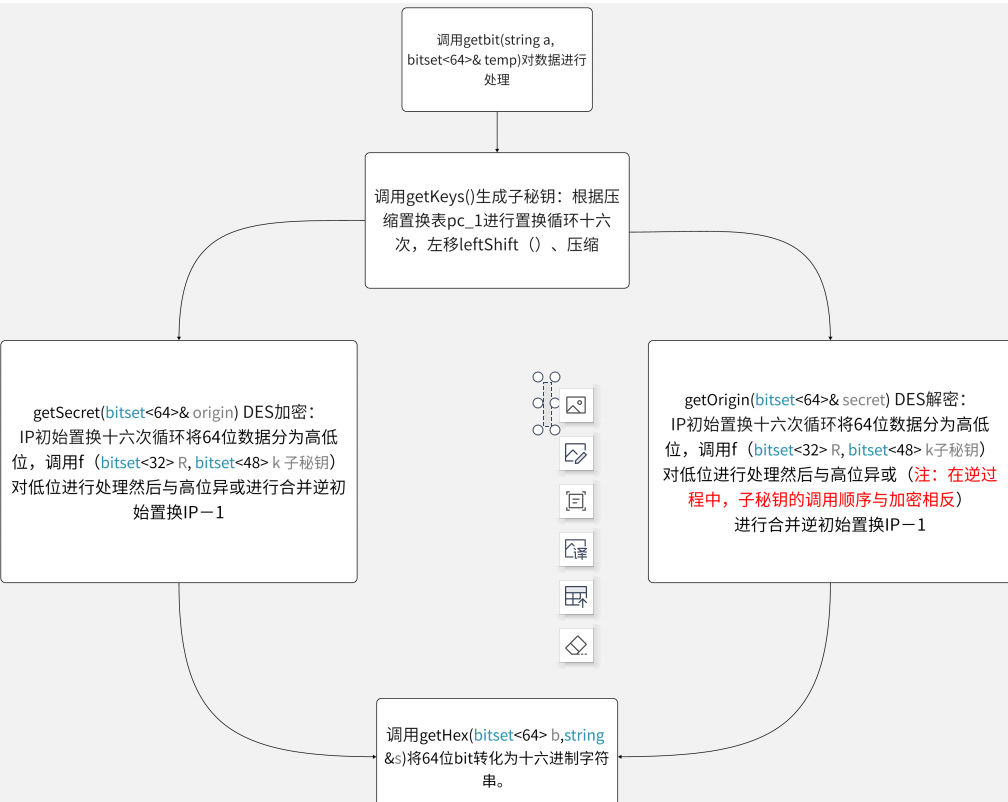 调用getbit(string a,
bitset<64>& temp)对数据进行
处理
调用getKeys()生成子秘钥：根据压
缩置换表pc_1进行置换循环十六
次，左移leftShift（）、压缩
getSecret(bitset<64>& origin) DES加密：
IP初始置换十六次循环将64位数据分为高低
位，调用f（bitset<32> R, bitset<48> k 子秘钥）
对低位进行处理然后与高位异或进行合并逆初
始置换IP－1
getOrigin(bitset<64>& secret) DES解密：
IP初始置换十六次循环将64位数据分为高低
位，调用f（bitset<32> R, bitset<48> k子秘钥）
对低位进行处理然后与高位异或（注：在逆过
程中，子秘钥的调用顺序与加密相反）
进行合并逆初始置换IP－1
译
调用getHex(bitset<64> b,string
&s)将64位bit转化为十六进制字符
串。